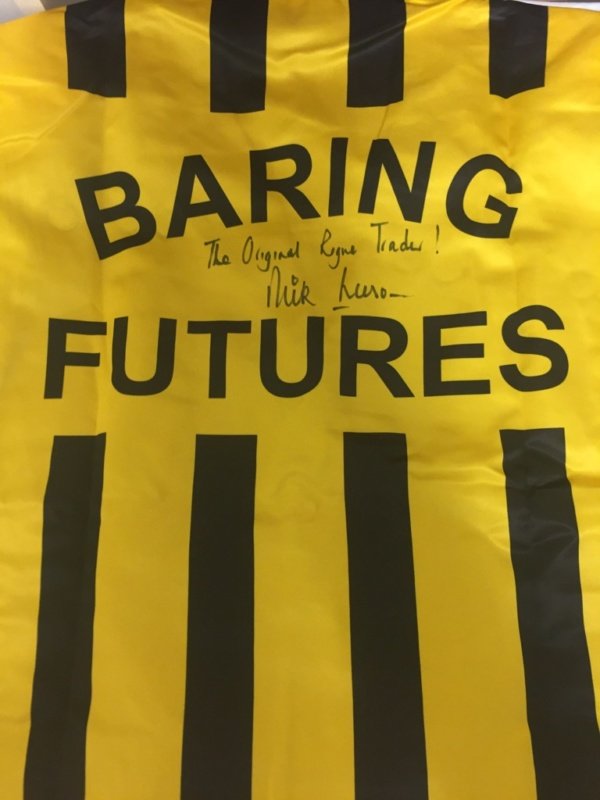 BARING
The Original Rogue Trader!
Nick Leeson
FUTURES